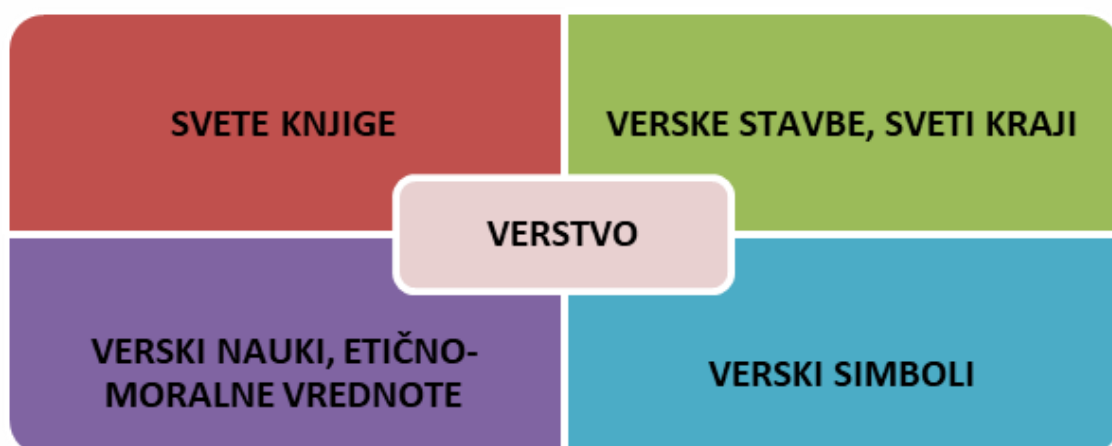 SVETE KNJIGE
VERSKE STAVBE, SVETI KRAJI
VERSTVO
VERSKI NAUKI, ETIČNO-
MORALNE VREDNOTE
VERSKI SIMBOLI